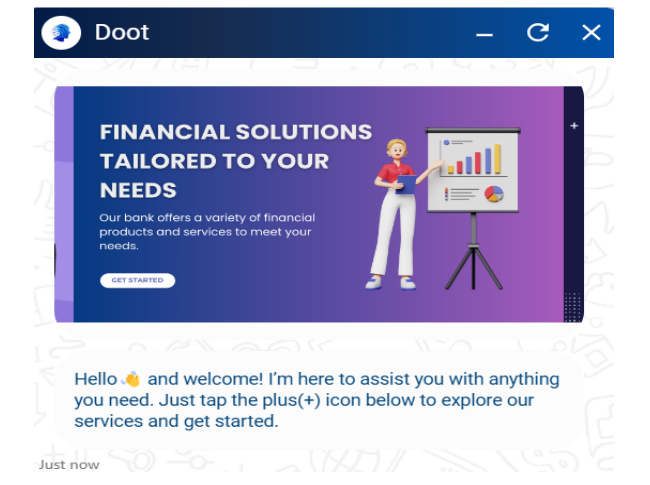 Doot
FINANCIAL SOLUTIONS
TAILORED TO YOUR
NEEDS
Our bank offers a variety of financial
products and services to meet your
needs.
GET STARTED
Hello 👋 and welcome! I’m here to assist you with anything
you need. Just tap the plus(+) icon below to explore our
services and get started.
Just now